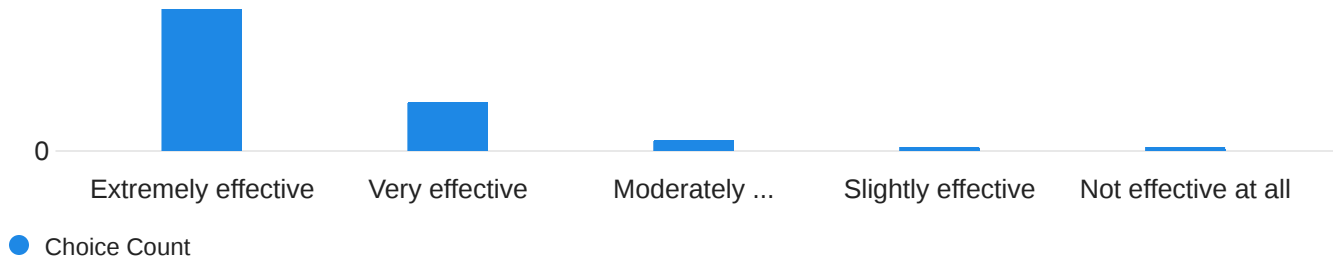 0
Extremely effective Very effective Moderately ... Slightly effective Not effective at all
Choice Count